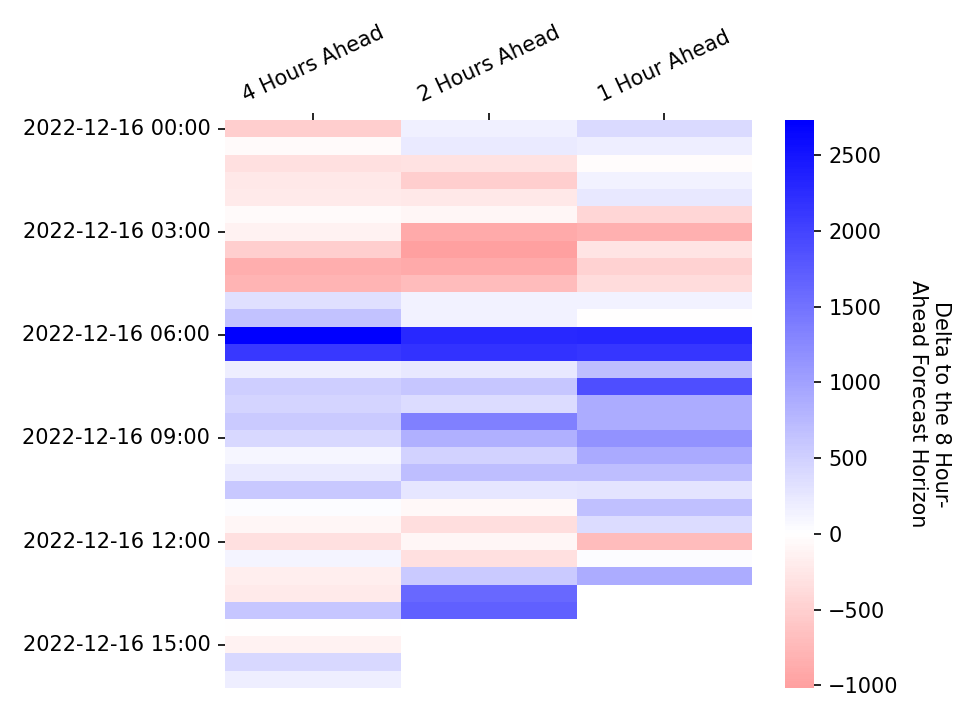 4 Hours Ahead
2 Hours Ahead
1 Hour Ahead
2022-12-16 00:00
2022-12-16 03:00
2022-12-16 06:00
2022-12-16 09:00
2022-12-16 12:00
2022-12-16 15:00
2500
2000
1500
1000
500
0
−500
−1000
Delta to the 8 Hour-
Ahead Forecast Horizon